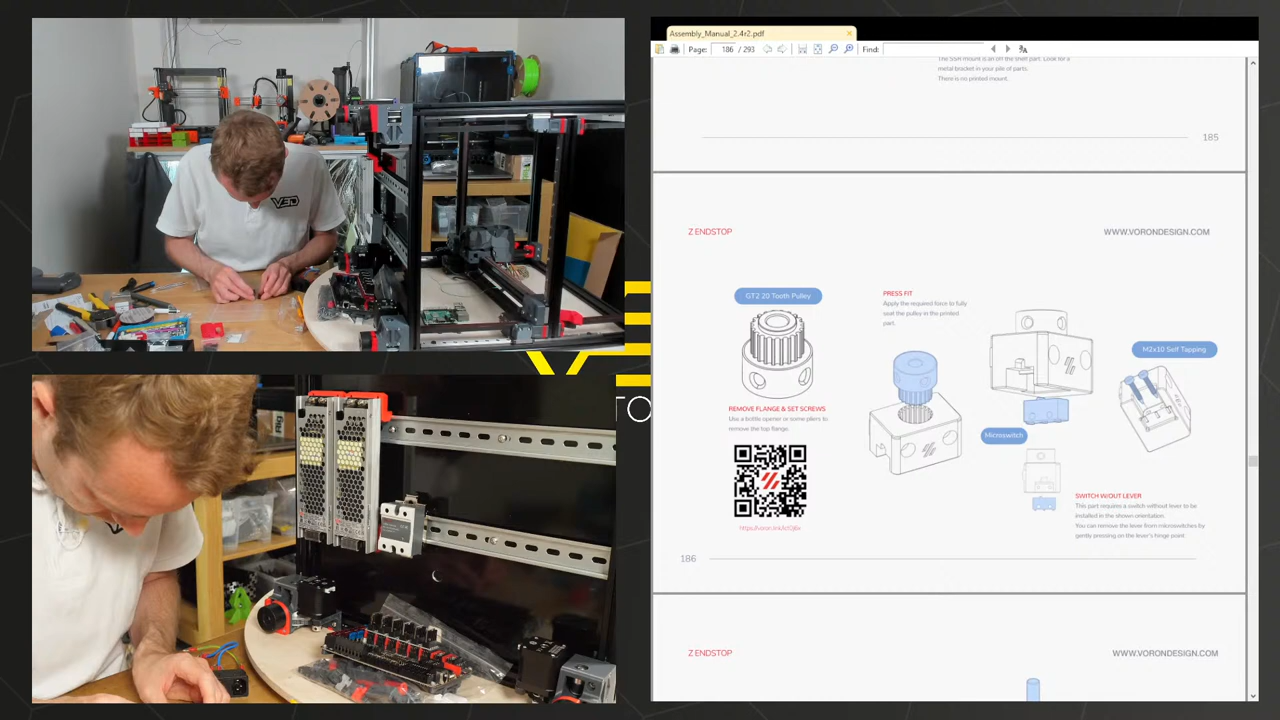 Assembly_Manual_2.4r2.pdf
Page: 186 / 293
Find:
The SSR mount is an off the shelf part. Look for a
metal bracket in your pile of parts.
There is no printed mount.
185
Z ENDSTOP
WWW.VORONDESIGN.COM
GT2 20 Tooth Pulley
REMOVE FLANGE & SET SCREWS
Use a bottle opener or some pliers to
remove the top flange.
PRESS FIT
Apply the required force to fully
seat the pulley in the printed
part.
Microswitch
M2x10 Self Tapping
SWITCH W/OUT LEVER
This part requires a switch without lever to be
installed in the shown orientation.
You can remove the lever from microswitches by
gently pressing on the lever's hinge point
186
Z ENDSTOP
WWW.VORONDESIGN.COM
TO